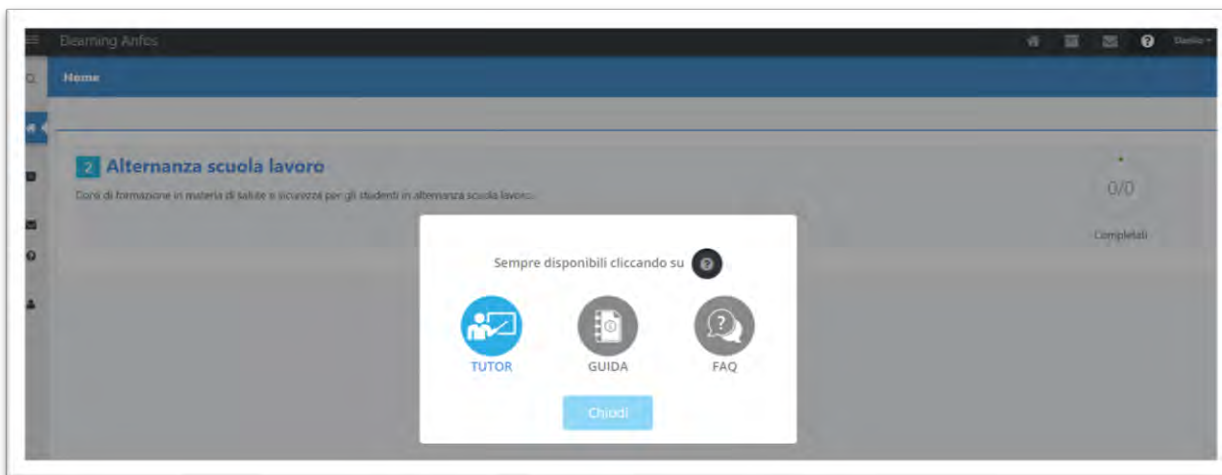 Elearning Anfos
Home
2 Alternanza scuola lavoro
Corsi di formazione in materia di salute e sicurezza per gli studenti in alternanza scuola lavoro.
0/0
Completati
Sempre disponibili cliccando su
TUTOR
GUIDA
FAQ
Chiudi